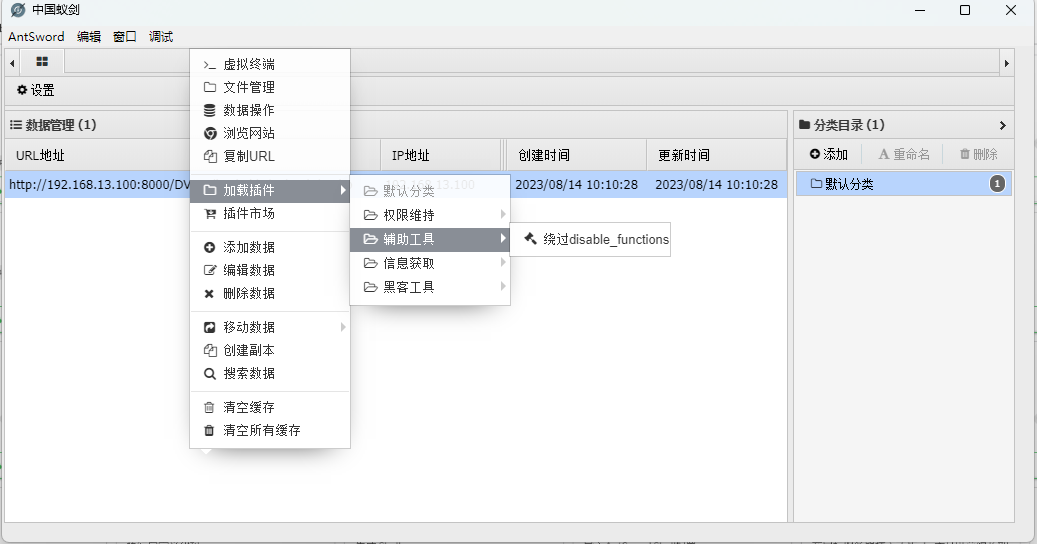 中国蚁剑
AntSword 编辑 窗口 调试
设置
数据管理 (1)
分类目录 (1)
URL地址
IP地址
创建时间
更新时间
添加 重命名 删除
http://192.168.13.100:8000/DV
192.168.13.100
2023/08/14 10:10:28
2023/08/14 10:10:28
默认分类
1
虚拟终端
文件管理
数据操作
浏览网站
复制URL
加载插件
插件市场
添加数据
编辑数据
删除数据
移动数据
创建副本
搜索数据
清空缓存
清空所有缓存
默认分类
权限维持
辅助工具
信息获取
黑客工具
绕过disable_functions